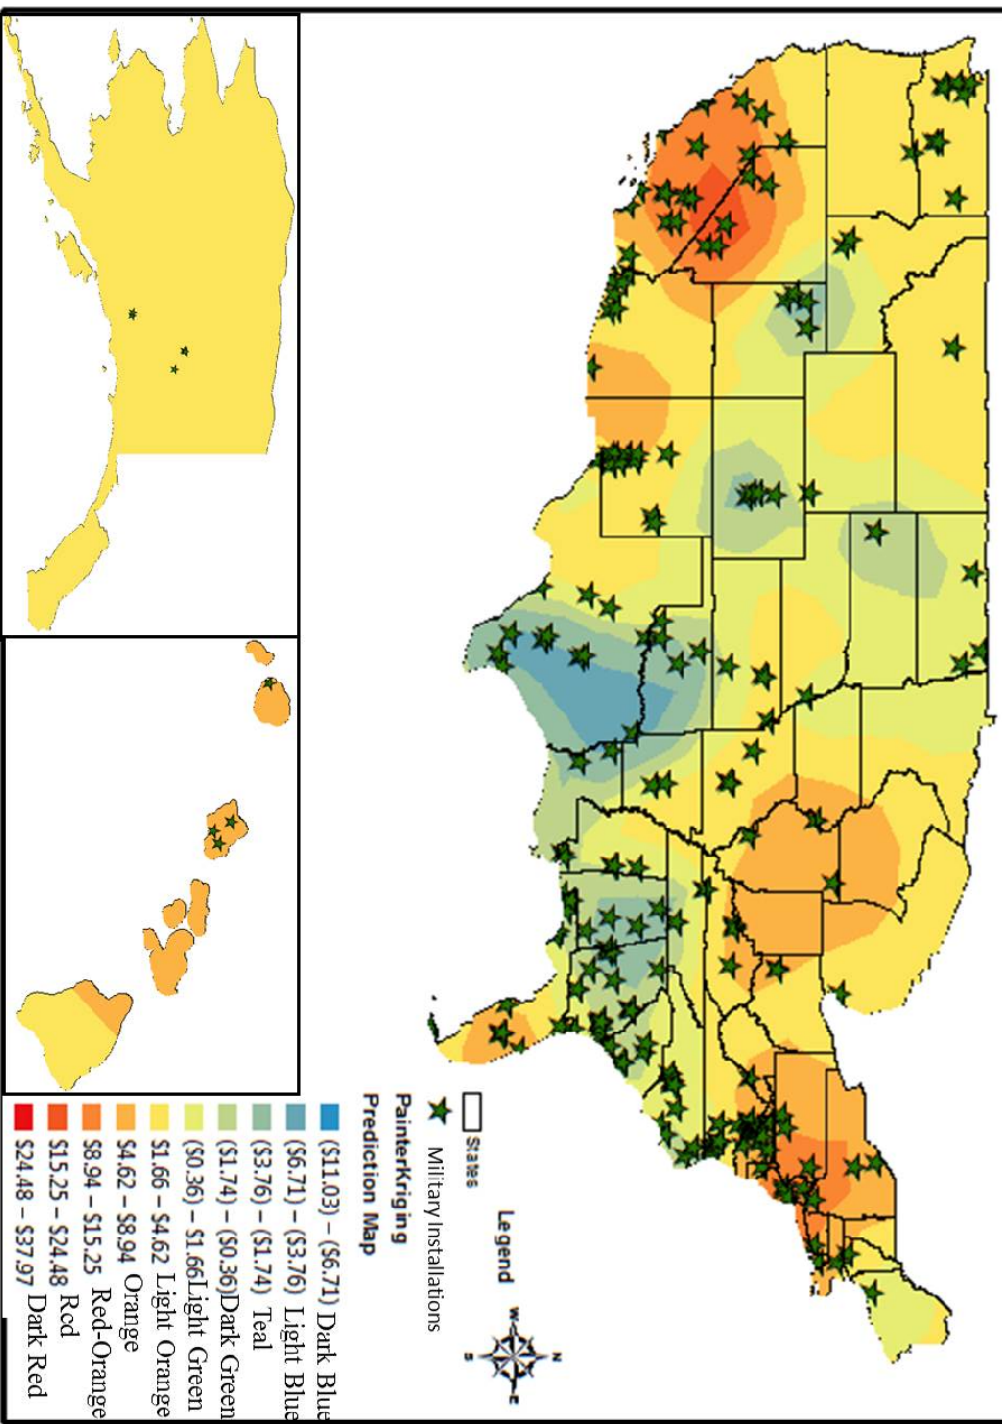 N
W
E
S
Legend
States
Military Installations
PainterKriging
Prediction Map
($11.03) – ($6.71) Dark Blue
($6.71) – ($3.76) Light Blue
($3.76) – ($1.74) Teal
($1.74) – ($0.36)Dark Green
($0.36) – $1.66Light Green
$1.66 – $4.62 Light Orange
$4.62 – $8.94 Orange
$8.94 – $15.25 Red-Orange
$15.25 – $24.48 Red
$24.48 – $37.97 Dark Red